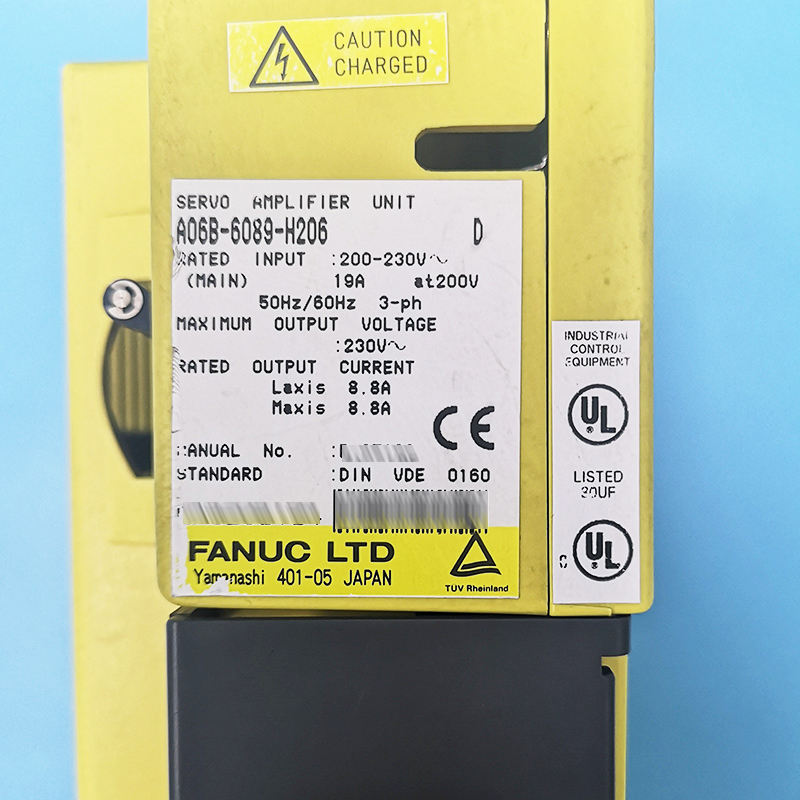 CAUTION
CHARGED
SERVO AMPLIFIER UNIT
A06B-6089-H206 D
RATED INPUT :200-230V~
(MAIN) 19A at200V
50Hz/60Hz 3-ph
MAXIMUM OUTPUT VOLTAGE
:230V~
RATED OUTPUT CURRENT
Laxis 8.8A
Maxis 8.8A
CE
MANUAL No. :
STANDARD :DIN VDE 0160
FANUC LTD
Yamanashi 401-05 JAPAN
TUV Rheinland
INDUSTRIAL
CONTROL
EQUIPMENT
UL
®
LISTED
30UF
UL
®